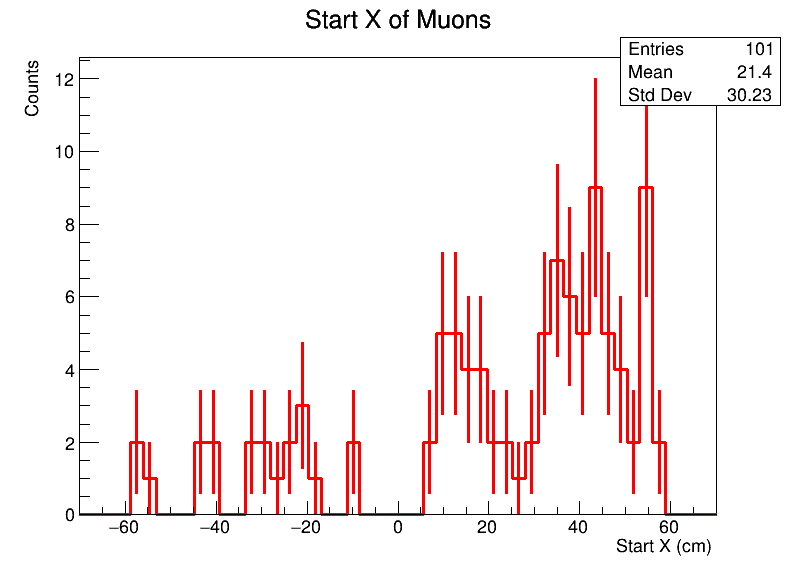 Start X of Muons
Entries 101
Mean 21.4
Std Dev 30.23
Counts
12
10
8
6
4
2
0
−60 −40 −20 0 20 40 60
Start X (cm)